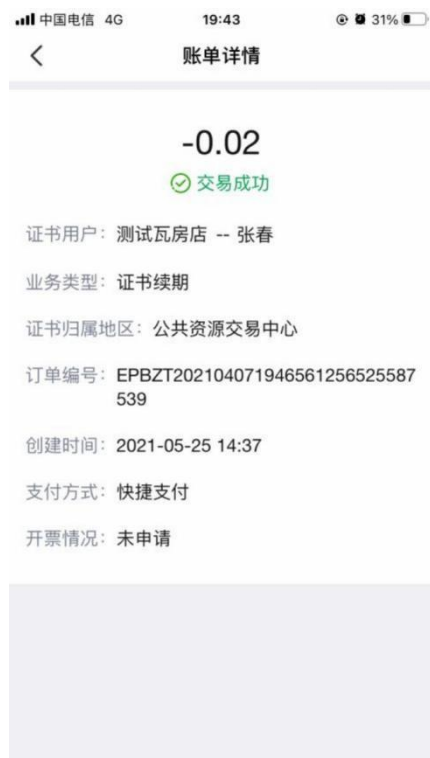 中国电信 4G 19:43 31%
账单详情
-0.02
交易成功
证书用户：测试瓦房店 -- 张春
业务类型：证书续期
证书归属地区：公共资源交易中心
订单编号：EPBZT202104071946561256525587
539
创建时间：2021-05-25 14:37
支付方式：快捷支付
开票情况：未申请